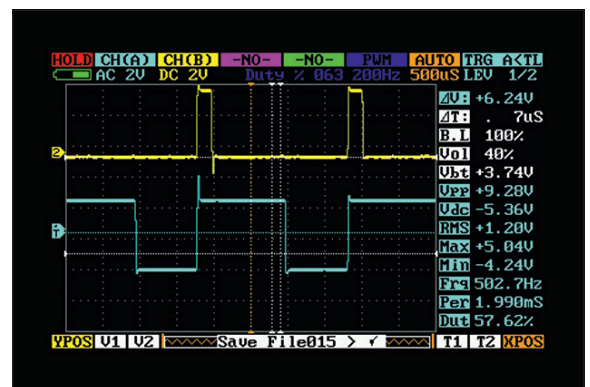 HOLD CH(A) CH(B) -NO- -NO- PWM AUTO TRG A<TL
AC 2V DC 2V Duty % 063 200Hz 500uS LEV 1/2
⊿V: +6.24V
⊿T: . 7uS
B.L 100%
Vol 40%
2
Vbt +3.74V
Vpp +9.28V
Vdc -5.36V
T
RMS +1.20V
Max +5.04V
Min -4.24V
Frq 502.7Hz
Per 1.990mS
Dut 57.62%
YPOS V1 V2 Save File015 > ✓ T1 T2 XPOS